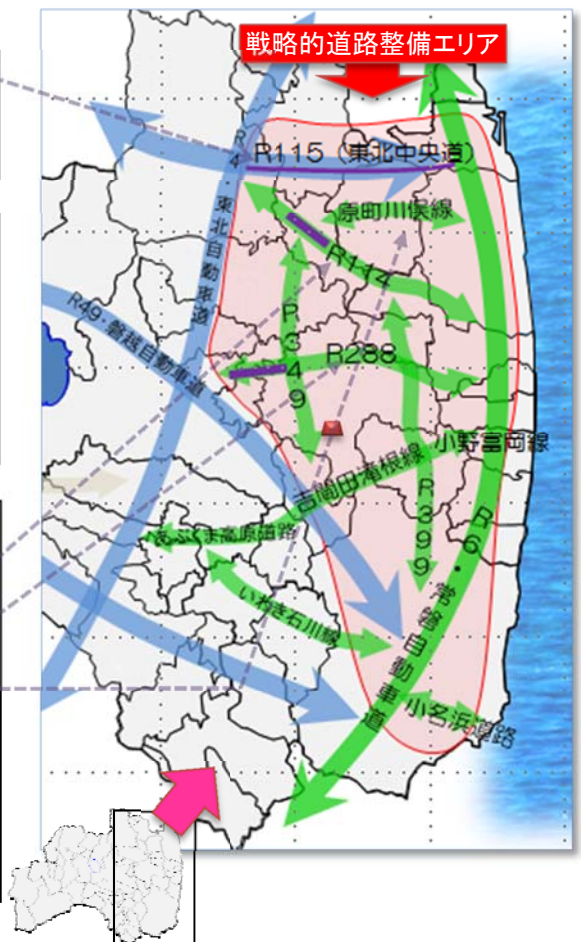 戦略的道路整備エリア
R115（東北中央道）
R4・東北自動車道
原町川俣線
R114
R49・磐越自動車道
R349
R288
小野富岡線
吉間田滝根線
R399
R6・常磐自動車道
あぶくま高原道路
いわき石川線
小名浜道路